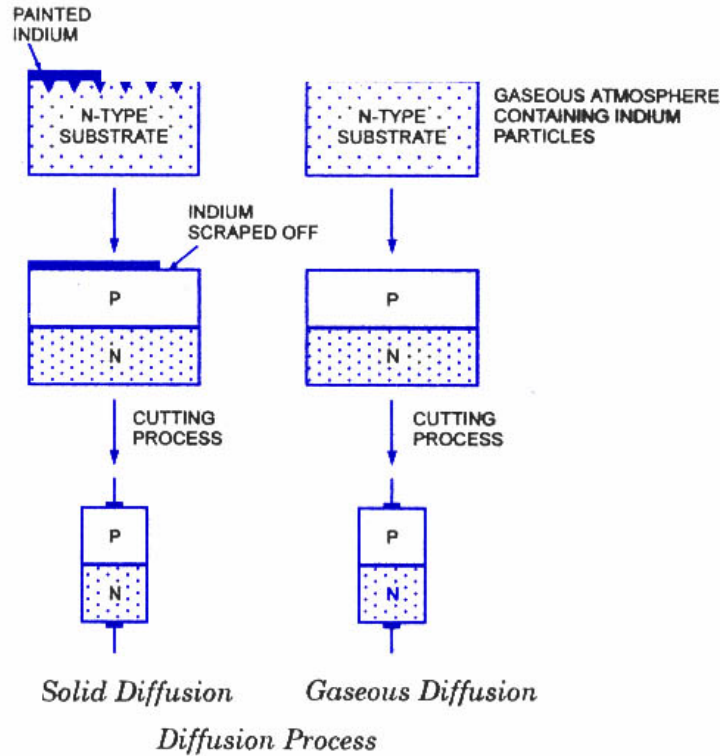 PAINTED
INDIUM
N-TYPE
SUBSTRATE
N-TYPE
SUBSTRATE
GASEOUS ATMOSPHERE
CONTAINING INDIUM
PARTICLES
INDIUM
SCRAPED OFF
P
N
P
N
CUTTING
PROCESS
CUTTING
PROCESS
P
N
P
N
Solid Diffusion
Gaseous Diffusion
Diffusion Process